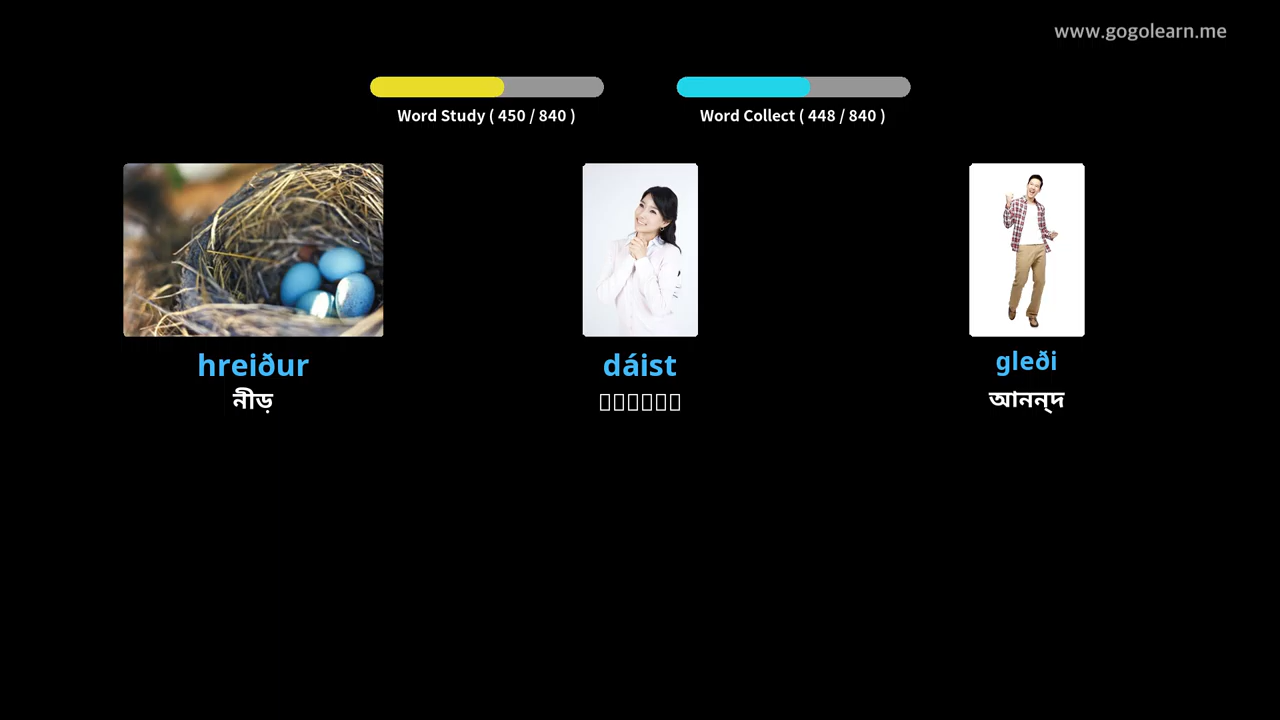 www.gogolearn.me
Word Study ( 450 / 840 )
Word Collect ( 448 / 840 )
hreiður
নীড়
dáist
gleði
আনন্দ